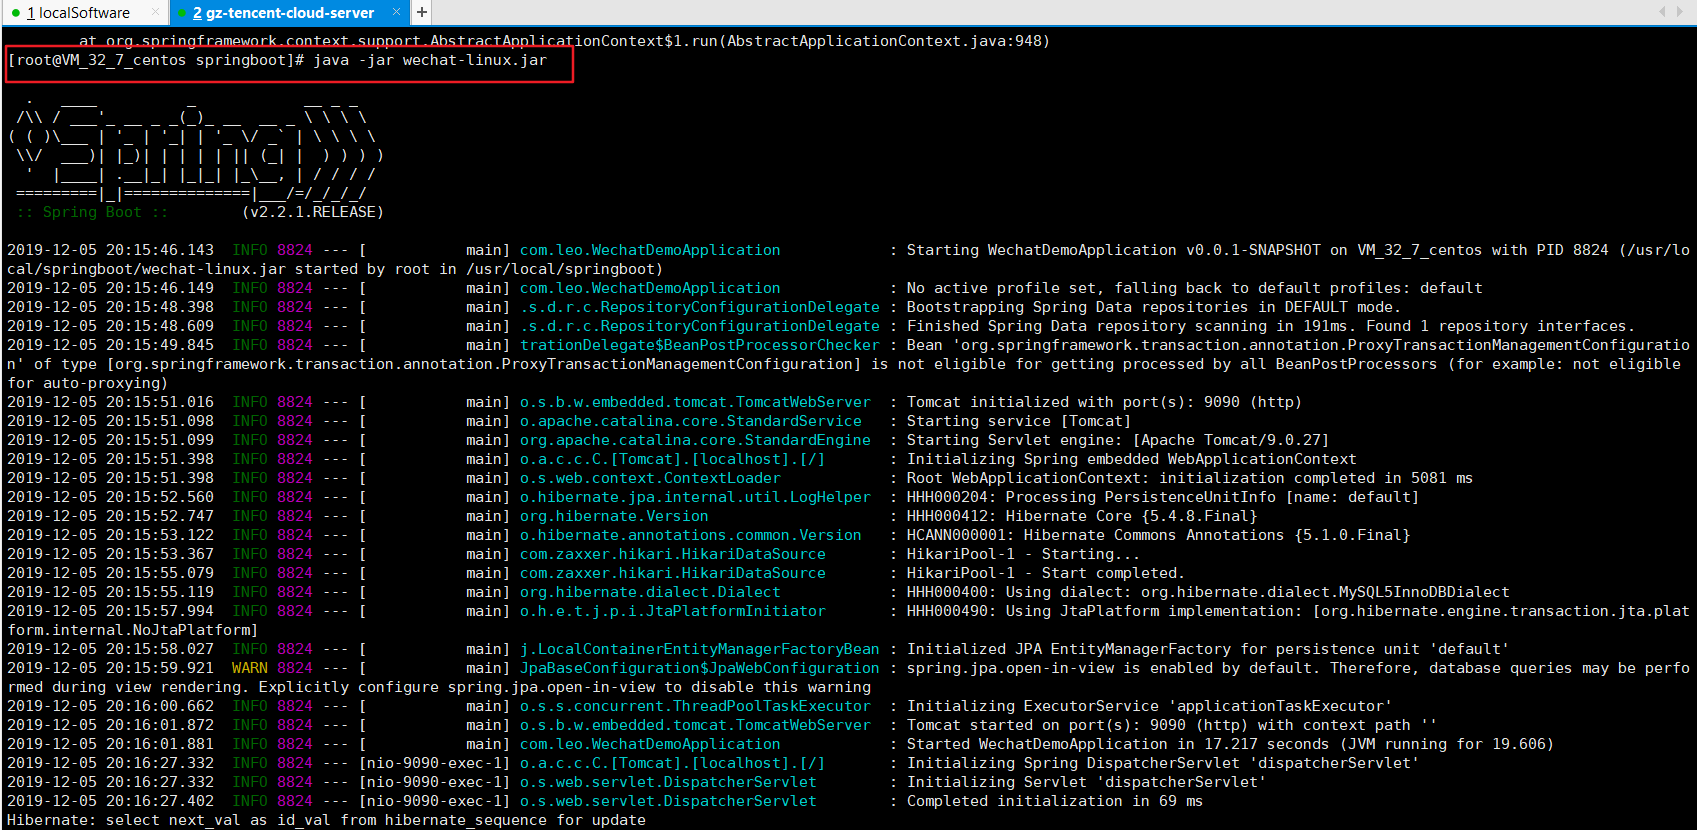 1 localSoftware × 2 gz-tencent-cloud-server × +
        at org.springframework.context.support.AbstractApplicationContext$1.run(AbstractApplicationContext.java:948)
[root@VM_32_7_centos springboot]# java -jar wechat-linux.jar
  .   ____          _            __ _ _
 /\\ / ___'_ __ _ _(_)_ __  __ _ \ \ \ \
( ( )\___ | '_ | '_| | '_ \/ _` | \ \ \ \
 \\/  ___)| |_)| | | | | || (_| |  ) ) ) )
  '  |____| .__|_| |_|_| |_\__, | / / / /
 =========|_|==============|___/=/_/_/_/
 :: Spring Boot ::        (v2.2.1.RELEASE)
2019-12-05 20:15:46.143  INFO 8824 --- [           main] com.leo.WechatDemoApplication            : Starting WechatDemoApplication v0.0.1-SNAPSHOT on VM_32_7_centos with PID 8824 (/usr/lo
cal/springboot/wechat-linux.jar started by root in /usr/local/springboot)
2019-12-05 20:15:46.149  INFO 8824 --- [           main] com.leo.WechatDemoApplication            : No active profile set, falling back to default profiles: default
2019-12-05 20:15:48.398  INFO 8824 --- [           main] .s.d.r.c.RepositoryConfigurationDelegate : Bootstrapping Spring Data repositories in DEFAULT mode.
2019-12-05 20:15:48.609  INFO 8824 --- [           main] .s.d.r.c.RepositoryConfigurationDelegate : Finished Spring Data repository scanning in 191ms. Found 1 repository interfaces.
2019-12-05 20:15:49.845  INFO 8824 --- [           main] trationDelegate$BeanPostProcessorChecker : Bean 'org.springframework.transaction.annotation.ProxyTransactionManagementConfiguratio
n' of type [org.springframework.transaction.annotation.ProxyTransactionManagementConfiguration] is not eligible for getting processed by all BeanPostProcessors (for example: not eligible
for auto-proxying)
2019-12-05 20:15:51.016  INFO 8824 --- [           main] o.s.b.w.embedded.tomcat.TomcatWebServer  : Tomcat initialized with port(s): 9090 (http)
2019-12-05 20:15:51.098  INFO 8824 --- [           main] o.apache.catalina.core.StandardService   : Starting service [Tomcat]
2019-12-05 20:15:51.099  INFO 8824 --- [           main] org.apache.catalina.core.StandardEngine  : Starting Servlet engine: [Apache Tomcat/9.0.27]
2019-12-05 20:15:51.398  INFO 8824 --- [           main] o.a.c.c.C.[Tomcat].[localhost].[/]       : Initializing Spring embedded WebApplicationContext
2019-12-05 20:15:51.398  INFO 8824 --- [           main] o.s.web.context.ContextLoader            : Root WebApplicationContext: initialization completed in 5081 ms
2019-12-05 20:15:52.560  INFO 8824 --- [           main] o.hibernate.jpa.internal.util.LogHelper  : HHH000204: Processing PersistenceUnitInfo [name: default]
2019-12-05 20:15:52.747  INFO 8824 --- [           main] org.hibernate.Version                    : HHH000412: Hibernate Core {5.4.8.Final}
2019-12-05 20:15:53.122  INFO 8824 --- [           main] o.hibernate.annotations.common.Version   : HCANN000001: Hibernate Commons Annotations {5.1.0.Final}
2019-12-05 20:15:53.367  INFO 8824 --- [           main] com.zaxxer.hikari.HikariDataSource       : HikariPool-1 - Starting...
2019-12-05 20:15:55.079  INFO 8824 --- [           main] com.zaxxer.hikari.HikariDataSource       : HikariPool-1 - Start completed.
2019-12-05 20:15:55.119  INFO 8824 --- [           main] org.hibernate.dialect.Dialect            : HHH000400: Using dialect: org.hibernate.dialect.MySQL5InnoDBDialect
2019-12-05 20:15:57.994  INFO 8824 --- [           main] o.h.e.t.j.p.i.JtaPlatformInitiator       : HHH000490: Using JtaPlatform implementation: [org.hibernate.engine.transaction.jta.plat
form.internal.NoJtaPlatform]
2019-12-05 20:15:58.027  INFO 8824 --- [           main] j.LocalContainerEntityManagerFactoryBean : Initialized JPA EntityManagerFactory for persistence unit 'default'
2019-12-05 20:15:59.921  WARN 8824 --- [           main] JpaBaseConfiguration$JpaWebConfiguration : spring.jpa.open-in-view is enabled by default. Therefore, database queries may be perfo
rmed during view rendering. Explicitly configure spring.jpa.open-in-view to disable this warning
2019-12-05 20:16:00.662  INFO 8824 --- [           main] o.s.s.concurrent.ThreadPoolTaskExecutor  : Initializing ExecutorService 'applicationTaskExecutor'
2019-12-05 20:16:01.872  INFO 8824 --- [           main] o.s.b.w.embedded.tomcat.TomcatWebServer  : Tomcat started on port(s): 9090 (http) with context path ''
2019-12-05 20:16:01.881  INFO 8824 --- [           main] com.leo.WechatDemoApplication            : Started WechatDemoApplication in 17.217 seconds (JVM running for 19.606)
2019-12-05 20:16:27.332  INFO 8824 --- [nio-9090-exec-1] o.a.c.c.C.[Tomcat].[localhost].[/]       : Initializing Spring DispatcherServlet 'dispatcherServlet'
2019-12-05 20:16:27.332  INFO 8824 --- [nio-9090-exec-1] o.s.web.servlet.DispatcherServlet        : Initializing Servlet 'dispatcherServlet'
2019-12-05 20:16:27.402  INFO 8824 --- [nio-9090-exec-1] o.s.web.servlet.DispatcherServlet        : Completed initialization in 69 ms
Hibernate: select next_val as id_val from hibernate_sequence for update